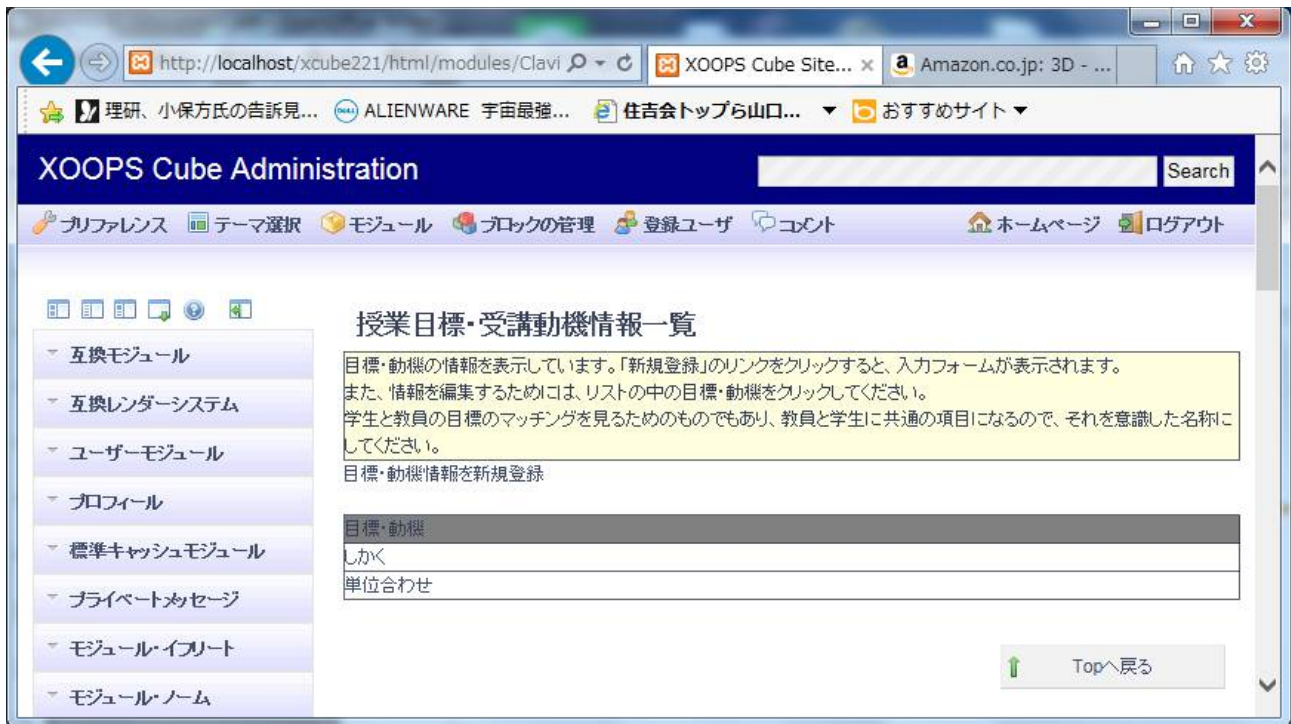 http://localhost/xcube221/html/modules/Clavi
XOOPS Cube Site...
Amazon.co.jp: 3D - ...
理研、小保方氏の告訴見...
ALIENWARE 宇宙最強...
住吉会トップら山口...
おすすめサイト
XOOPS Cube Administration
Search
プリファレンス
テーマ選択
モジュール
ブロックの管理
登録ユーザ
コメント
ホームページ
ログアウト
互換モジュール
互換レンダーシステム
ユーザーモジュール
プロフィール
標準キャッシュモジュール
プライベートメッセージ
モジュール・イフリート
モジュール・ノーム
授業目標・受講動機情報一覧
目標・動機の情報を表示しています。「新規登録」のリンクをクリックすると、入力フォームが表示されます。
また、情報を編集するためには、リストの中の目標・動機をクリックしてください。
学生と教員の目標のマッチングを見るためのものでもあり、教員と学生に共通の項目になるので、それを意識した名称に
してください。
目標・動機情報を新規登録
目標・動機
しかく
単位合わせ
Topへ戻る